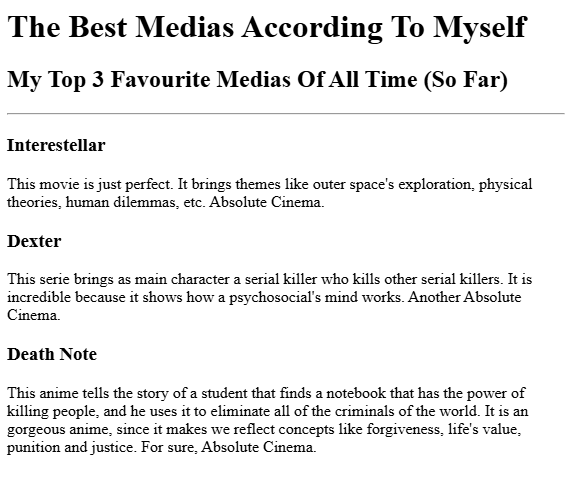 The Best Medias According To Myself
My Top 3 Favourite Medias Of All Time (So Far)
Interestellar
This movie is just perfect. It brings themes like outer space's exploration, physical
theories, human dilemmas, etc. Absolute Cinema.
Dexter
This serie brings as main character a serial killer who kills other serial killers. It is
incredible because it shows how a psychosocial's mind works. Another Absolute
Cinema.
Death Note
This anime tells the story of a student that finds a notebook that has the power of
killing people, and he uses it to eliminate all of the criminals of the world. It is an
gorgeous anime, since it makes we reflect concepts like forgiveness, life's value,
punition and justice. For sure, Absolute Cinema.